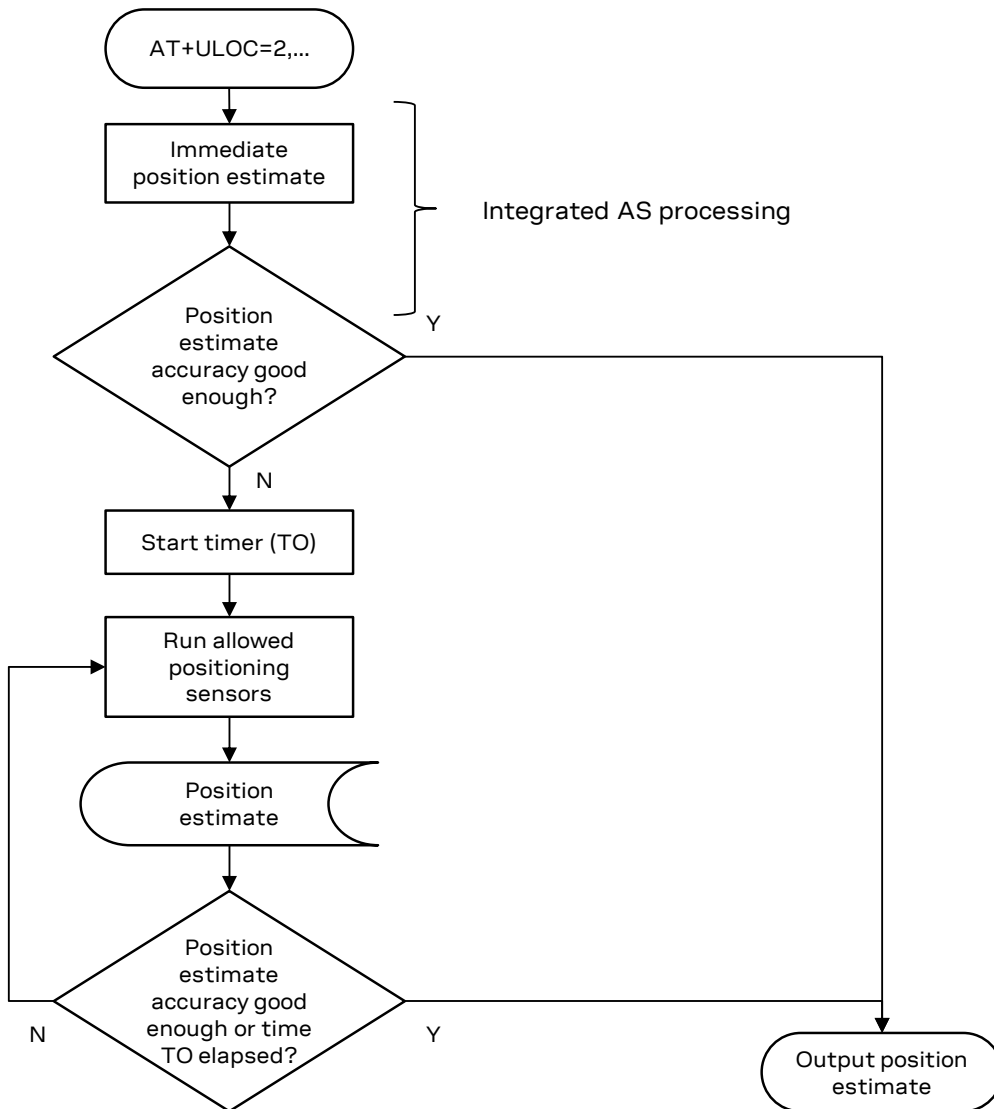 AT+ULOC=2,...
Immediate
position estimate
Integrated AS processing
Position
estimate
accuracy good
enough?
Y
N
Start timer (TO)
Run allowed
positioning
sensors
Position
estimate
Position
estimate
accuracy good
enough or time
TO elapsed?
N
Y
Output position
estimate